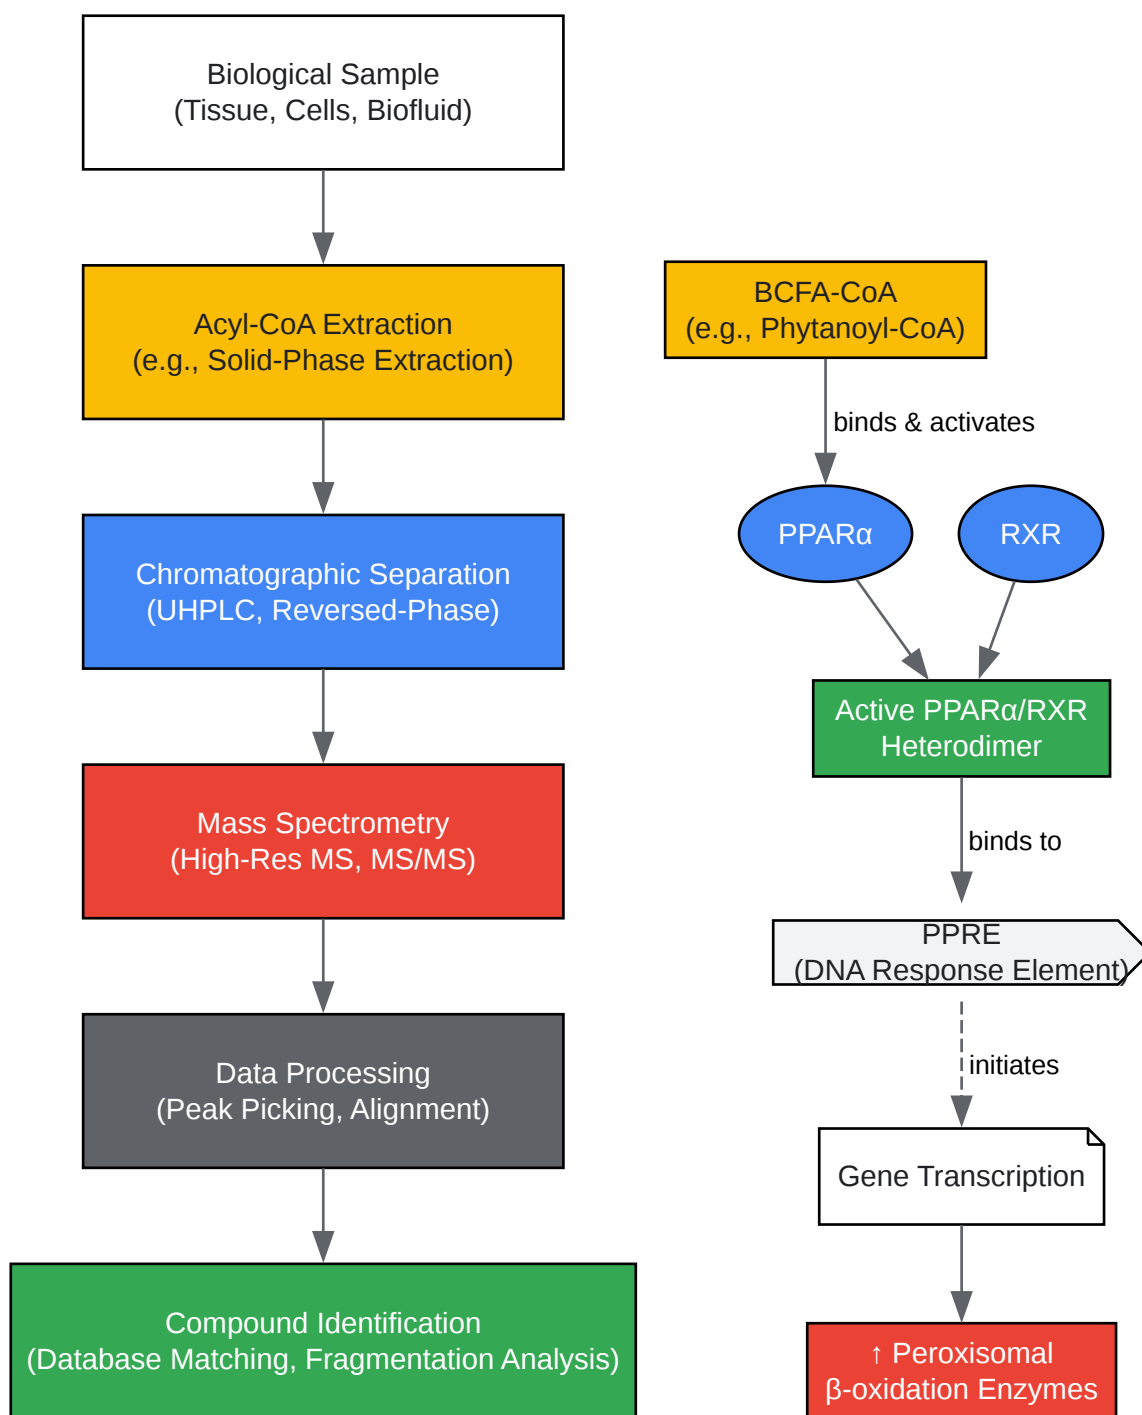 Biological Sample
(Tissue, Cells, Biofluid)
Acyl-CoA Extraction
(e.g., Solid-Phase Extraction)
Chromatographic Separation
(UHPLC, Reversed-Phase)
Mass Spectrometry
(High-Res MS, MS/MS)
Data Processing
(Peak Picking, Alignment)
Compound Identification
(Database Matching, Fragmentation Analysis)
BCFA-CoA
(e.g., Phytanoyl-CoA)
binds & activates
PPARα
RXR
Active PPARα/RXR
Heterodimer
binds to
PPRE
(DNA Response Element)
initiates
Gene Transcription
↑ Peroxisomal
β-oxidation Enzymes